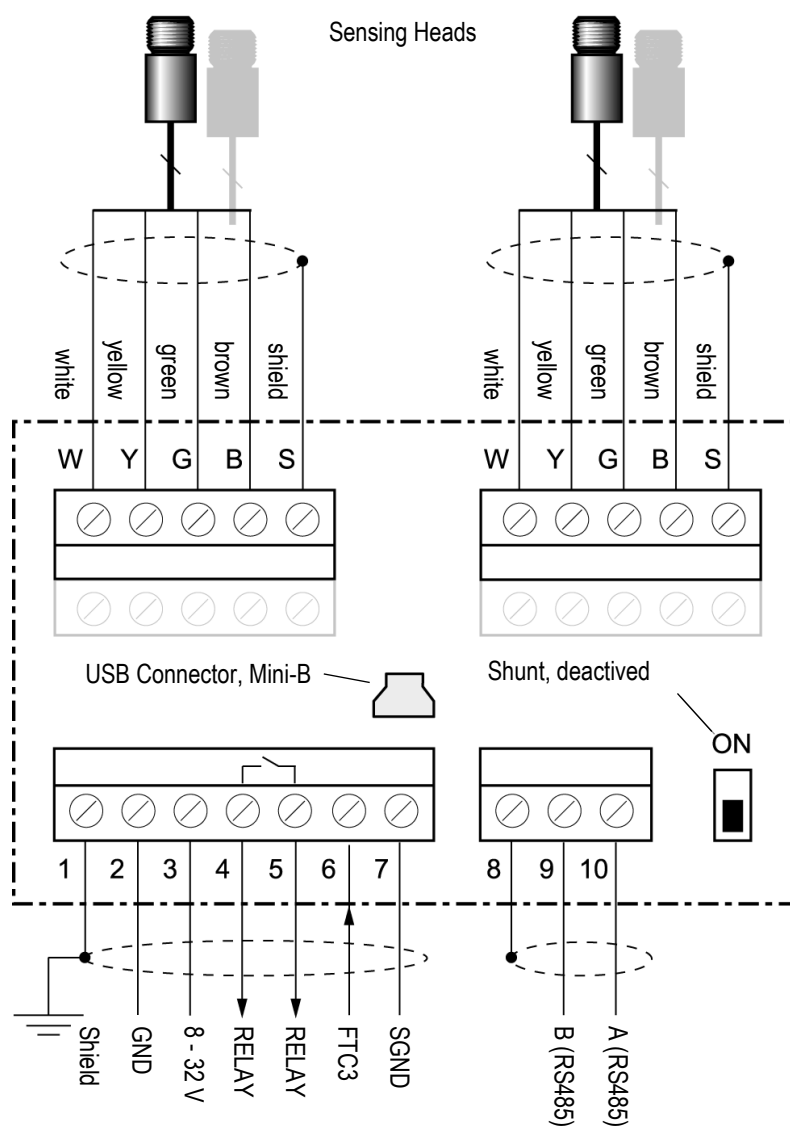 Sensing Heads
white yellow green brown shield
white yellow green brown shield
W Y G B S
W Y G B S
USB Connector, Mini-B
Shunt, deactived
ON
1 2 3 4 5 6 7
8 9 10
Shield
GND
8 - 32 V
RELAY
RELAY
FTC3
SGND
B (RS485)
A (RS485)